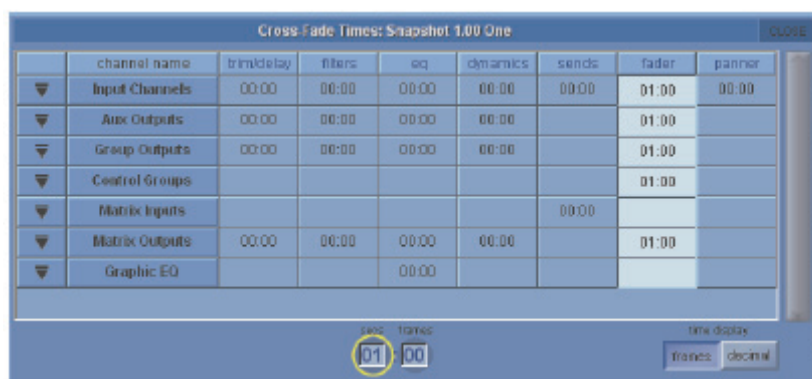 Cross-Fade Times: Snapshot 1.00 One CLOSE
channel name trim/delay filters eq dynamics sends fader panner
Input Channels 00:00 00:00 00:00 00:00 00:00 01:00 00:00
Aux Outputs 00:00 00:00 00:00 00:00 01:00
Group Outputs 00:00 00:00 00:00 00:00 01:00
Control Groups 01:00
Matrix Inputs 00:00
Matrix Outputs 00:00 00:00 00:00 00:00 01:00
Graphic EQ 00:00
secs frames time display
01 : 00 frames decimal